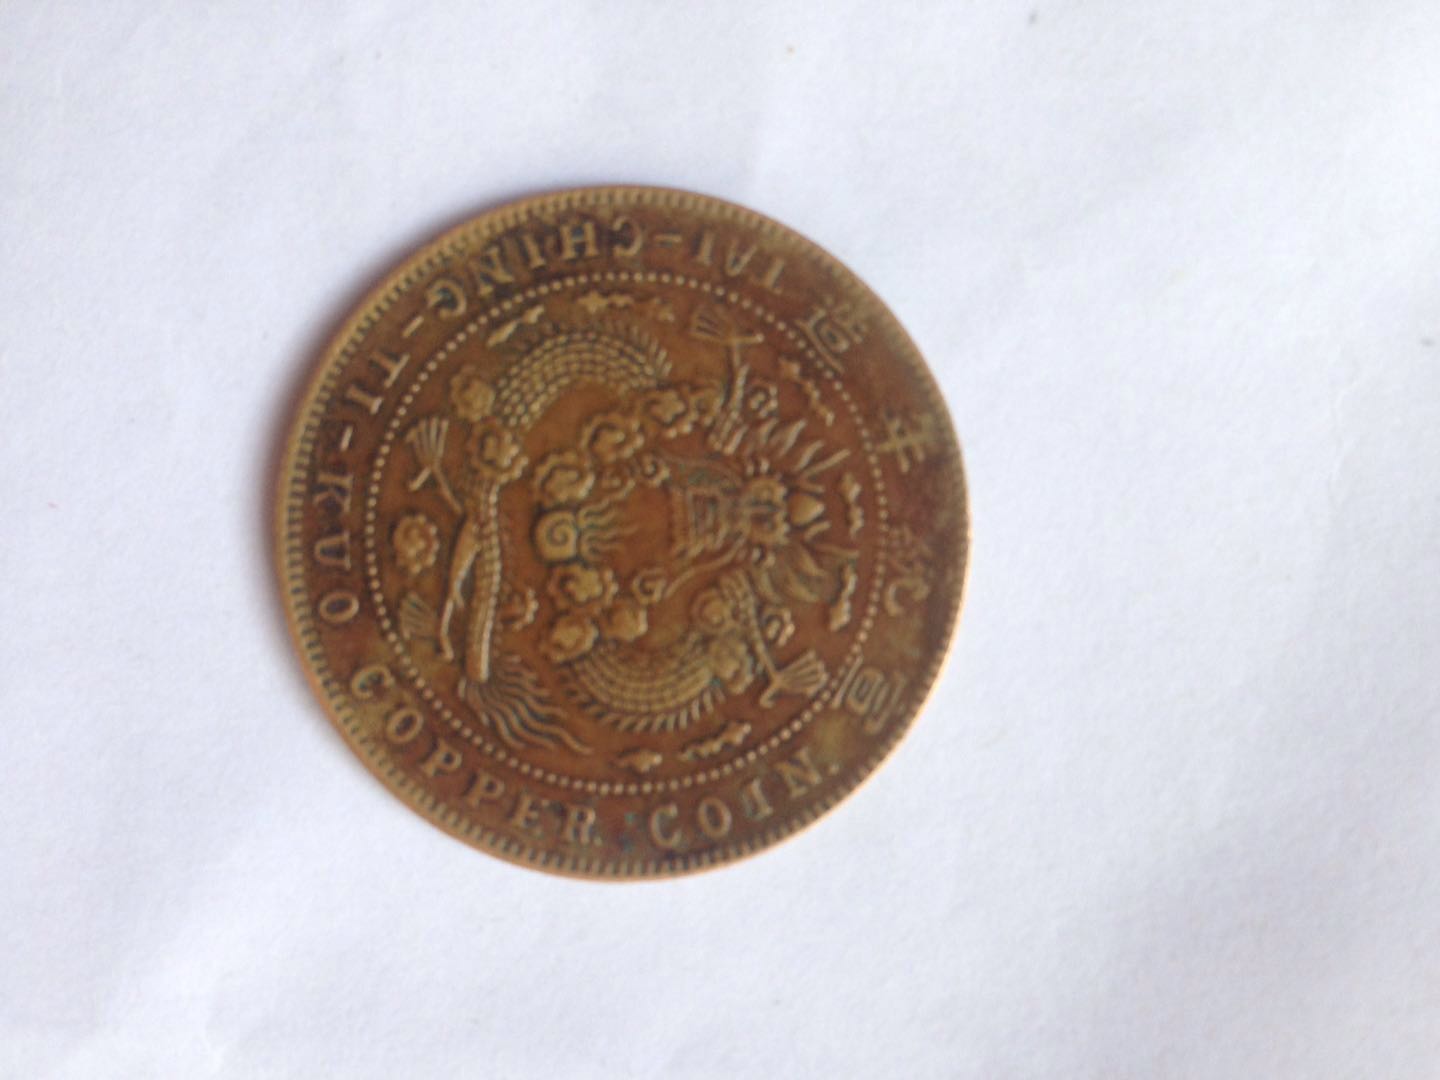 宣統年造
TAI-CHING-TI-KUO COPPER COIN.